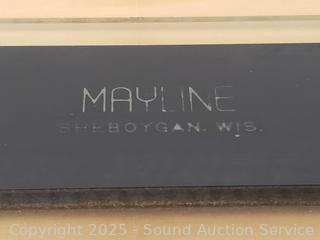 MAYLINE
SHEBOYGAN. WIS.
Copyright © 2025 - Sound Auction Service